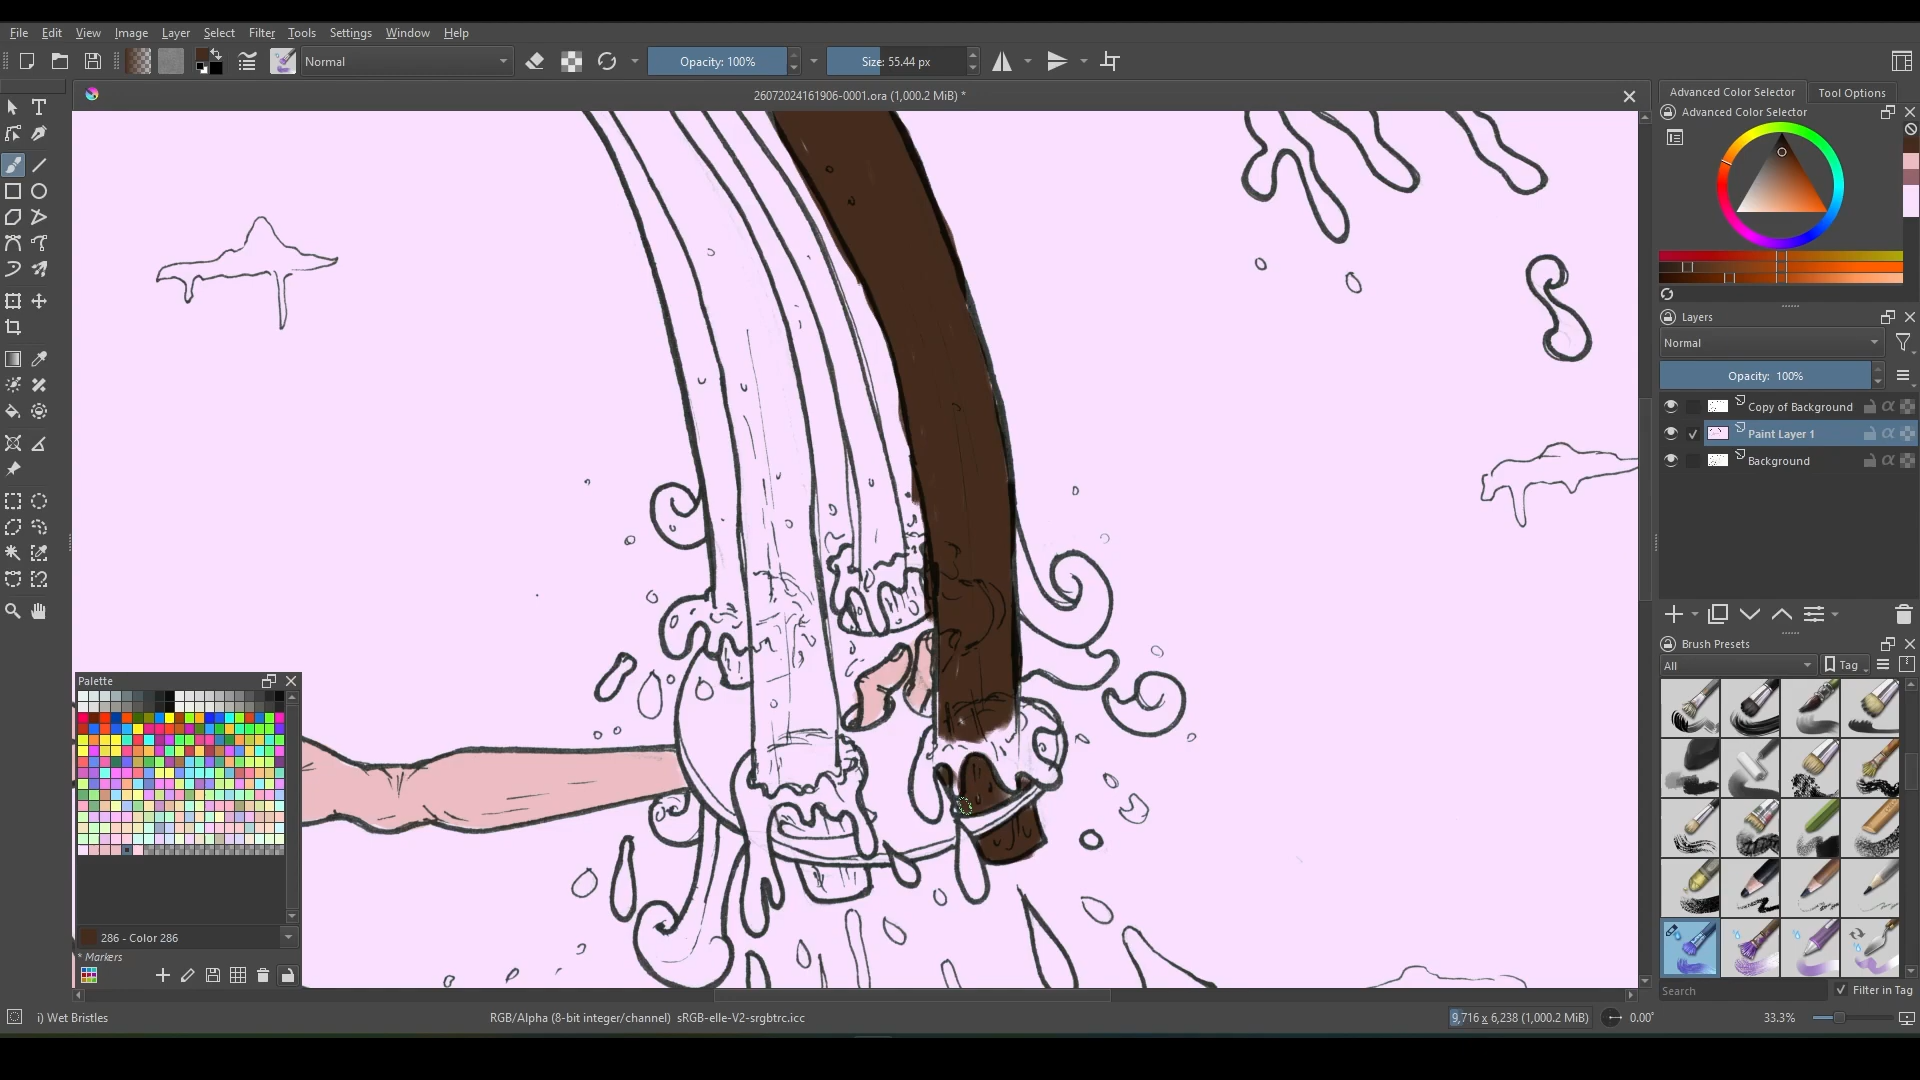 File Edit View Image Layer Select Filter Tools Settings Window Help
Normal
Opacity: 100%
Size: 55.44 px
26072024161906-0001.ora (1,000.2 MiB) *
Advanced Color Selector Tool Options
Advanced Color Selector
Layers
Normal
Opacity: 100%
Copy of Background
Paint Layer 1
Background
Brush Presets
All Tag
Palette
286 - Color 286
* Markers
Search Filter in Tag
i) Wet Bristles
RGB/Alpha (8-bit integer/channel) sRGB-elle-V2-srgbtrc.icc
9,716 x 6,238 (1,000.2 MiB)
0.00°
33.3%